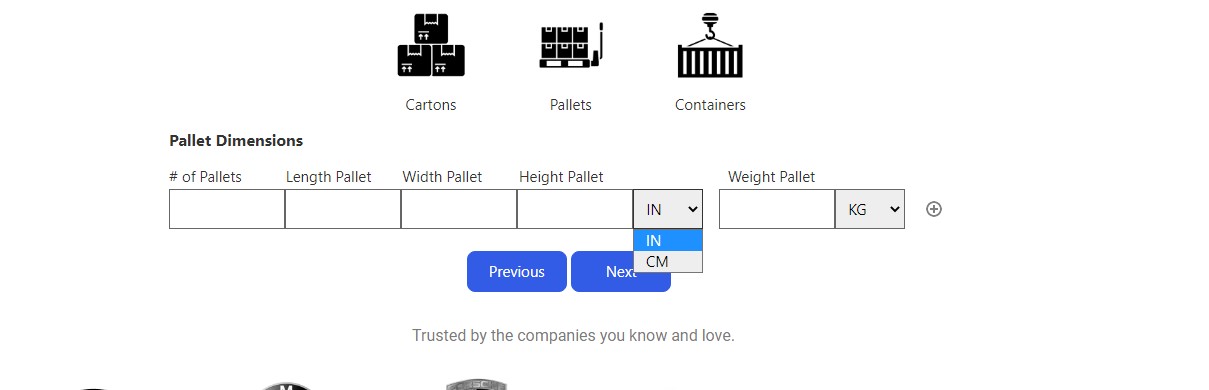 Cartons Pallets Containers
Pallet Dimensions
# of Pallets Length Pallet Width Pallet Height Pallet Weight Pallet
IN KG
IN
CM
Previous Next
Trusted by the companies you know and love.
M
ISC